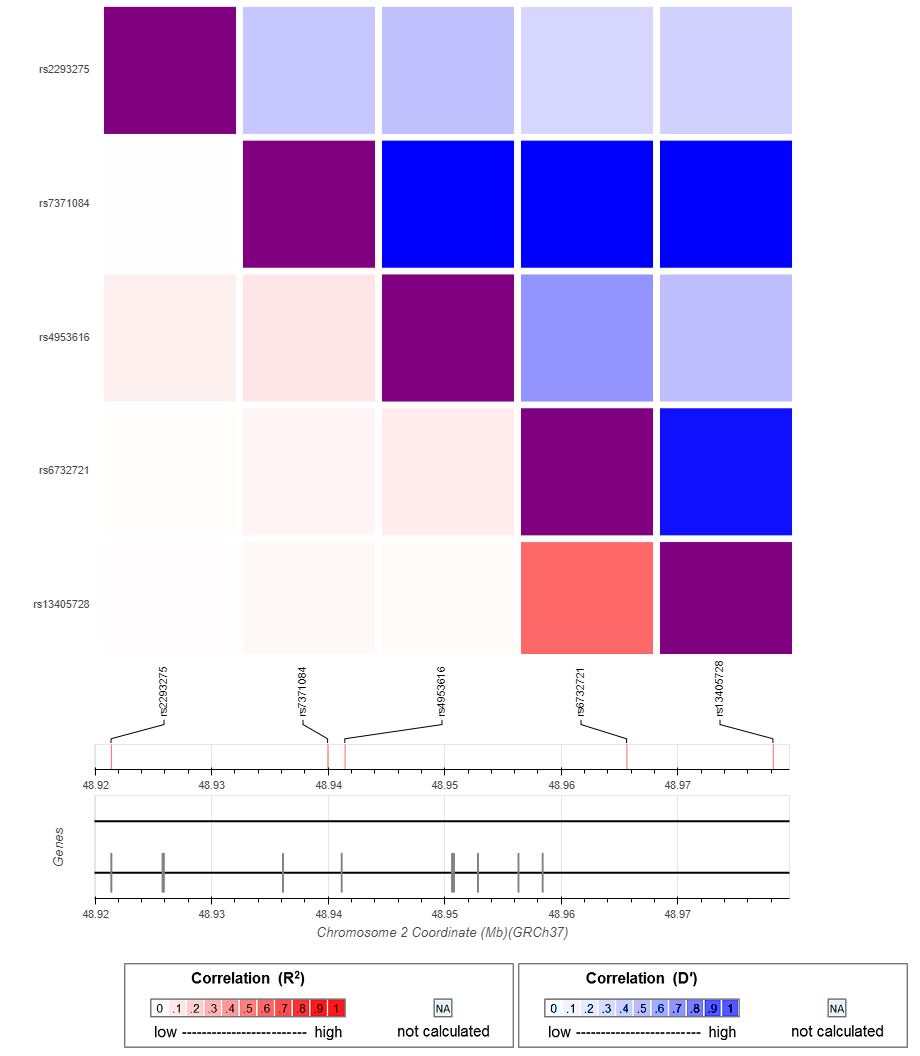 rs2293275
rs7371084
rs4953616
rs6732721
rs13405728
rs2293275 rs7371084 rs4953616 rs6732721 rs13405728
48.92 48.93 48.94 48.95 48.96 48.97
Genes
48.92 48.93 48.94 48.95 48.96 48.97
Chromosome 2 Coordinate (Mb)(GRCh37)
Correlation (R²)
0 .1 .2 .3 .4 .5 .6 .7 .8 .9 1 NA
low ------------------------- high not calculated
Correlation (D')
0 .1 .2 .3 .4 .5 .6 .7 .8 .9 1 NA
low ------------------------- high not calculated